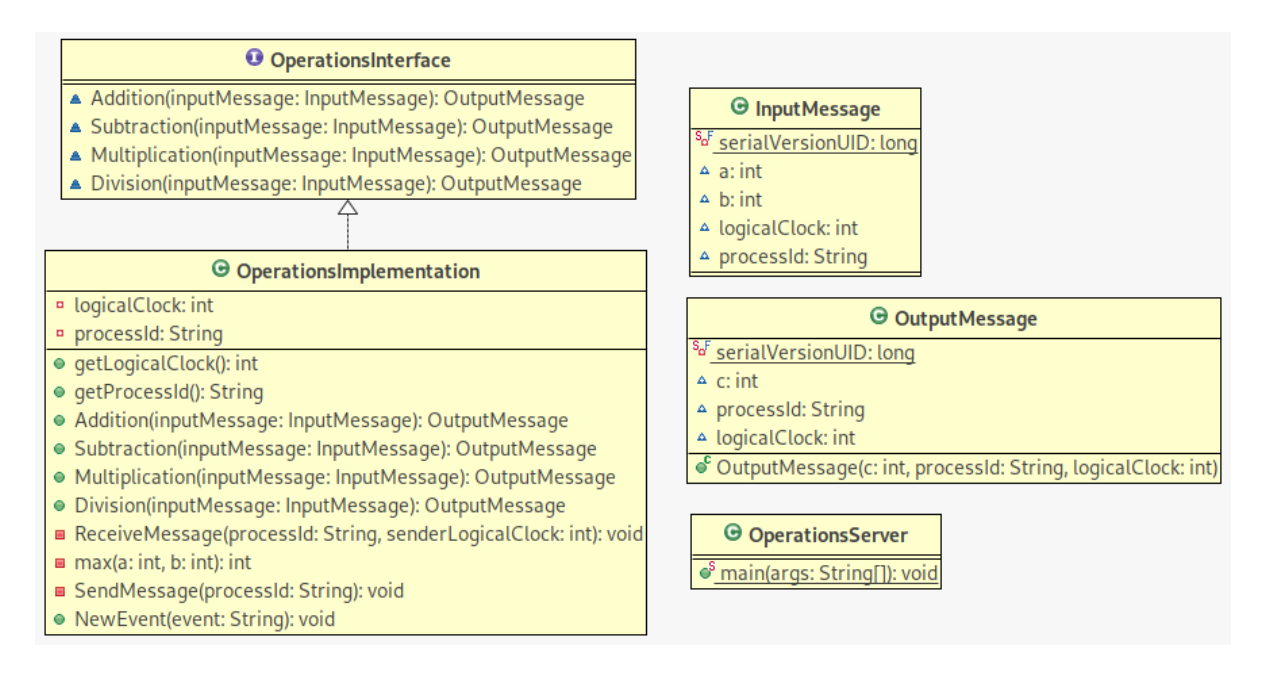 OperationsInterface
Addition(inputMessage: InputMessage): OutputMessage
Subtraction(inputMessage: InputMessage): OutputMessage
Multiplication(inputMessage: InputMessage): OutputMessage
Division(inputMessage: InputMessage): OutputMessage
OperationsImplementation
logicalClock: int
processId: String
getLogicalClock(): int
getProcessId(): String
Addition(inputMessage: InputMessage): OutputMessage
Subtraction(inputMessage: InputMessage): OutputMessage
Multiplication(inputMessage: InputMessage): OutputMessage
Division(inputMessage: InputMessage): OutputMessage
ReceiveMessage(processId: String, senderLogicalClock: int): void
max(a: int, b: int): int
SendMessage(processId: String): void
NewEvent(event: String): void
InputMessage
serialVersionUID: long
a: int
b: int
logicalClock: int
processId: String
OutputMessage
serialVersionUID: long
c: int
processId: String
logicalClock: int
OutputMessage(c: int, processId: String, logicalClock: int)
OperationsServer
main(args: String[]): void